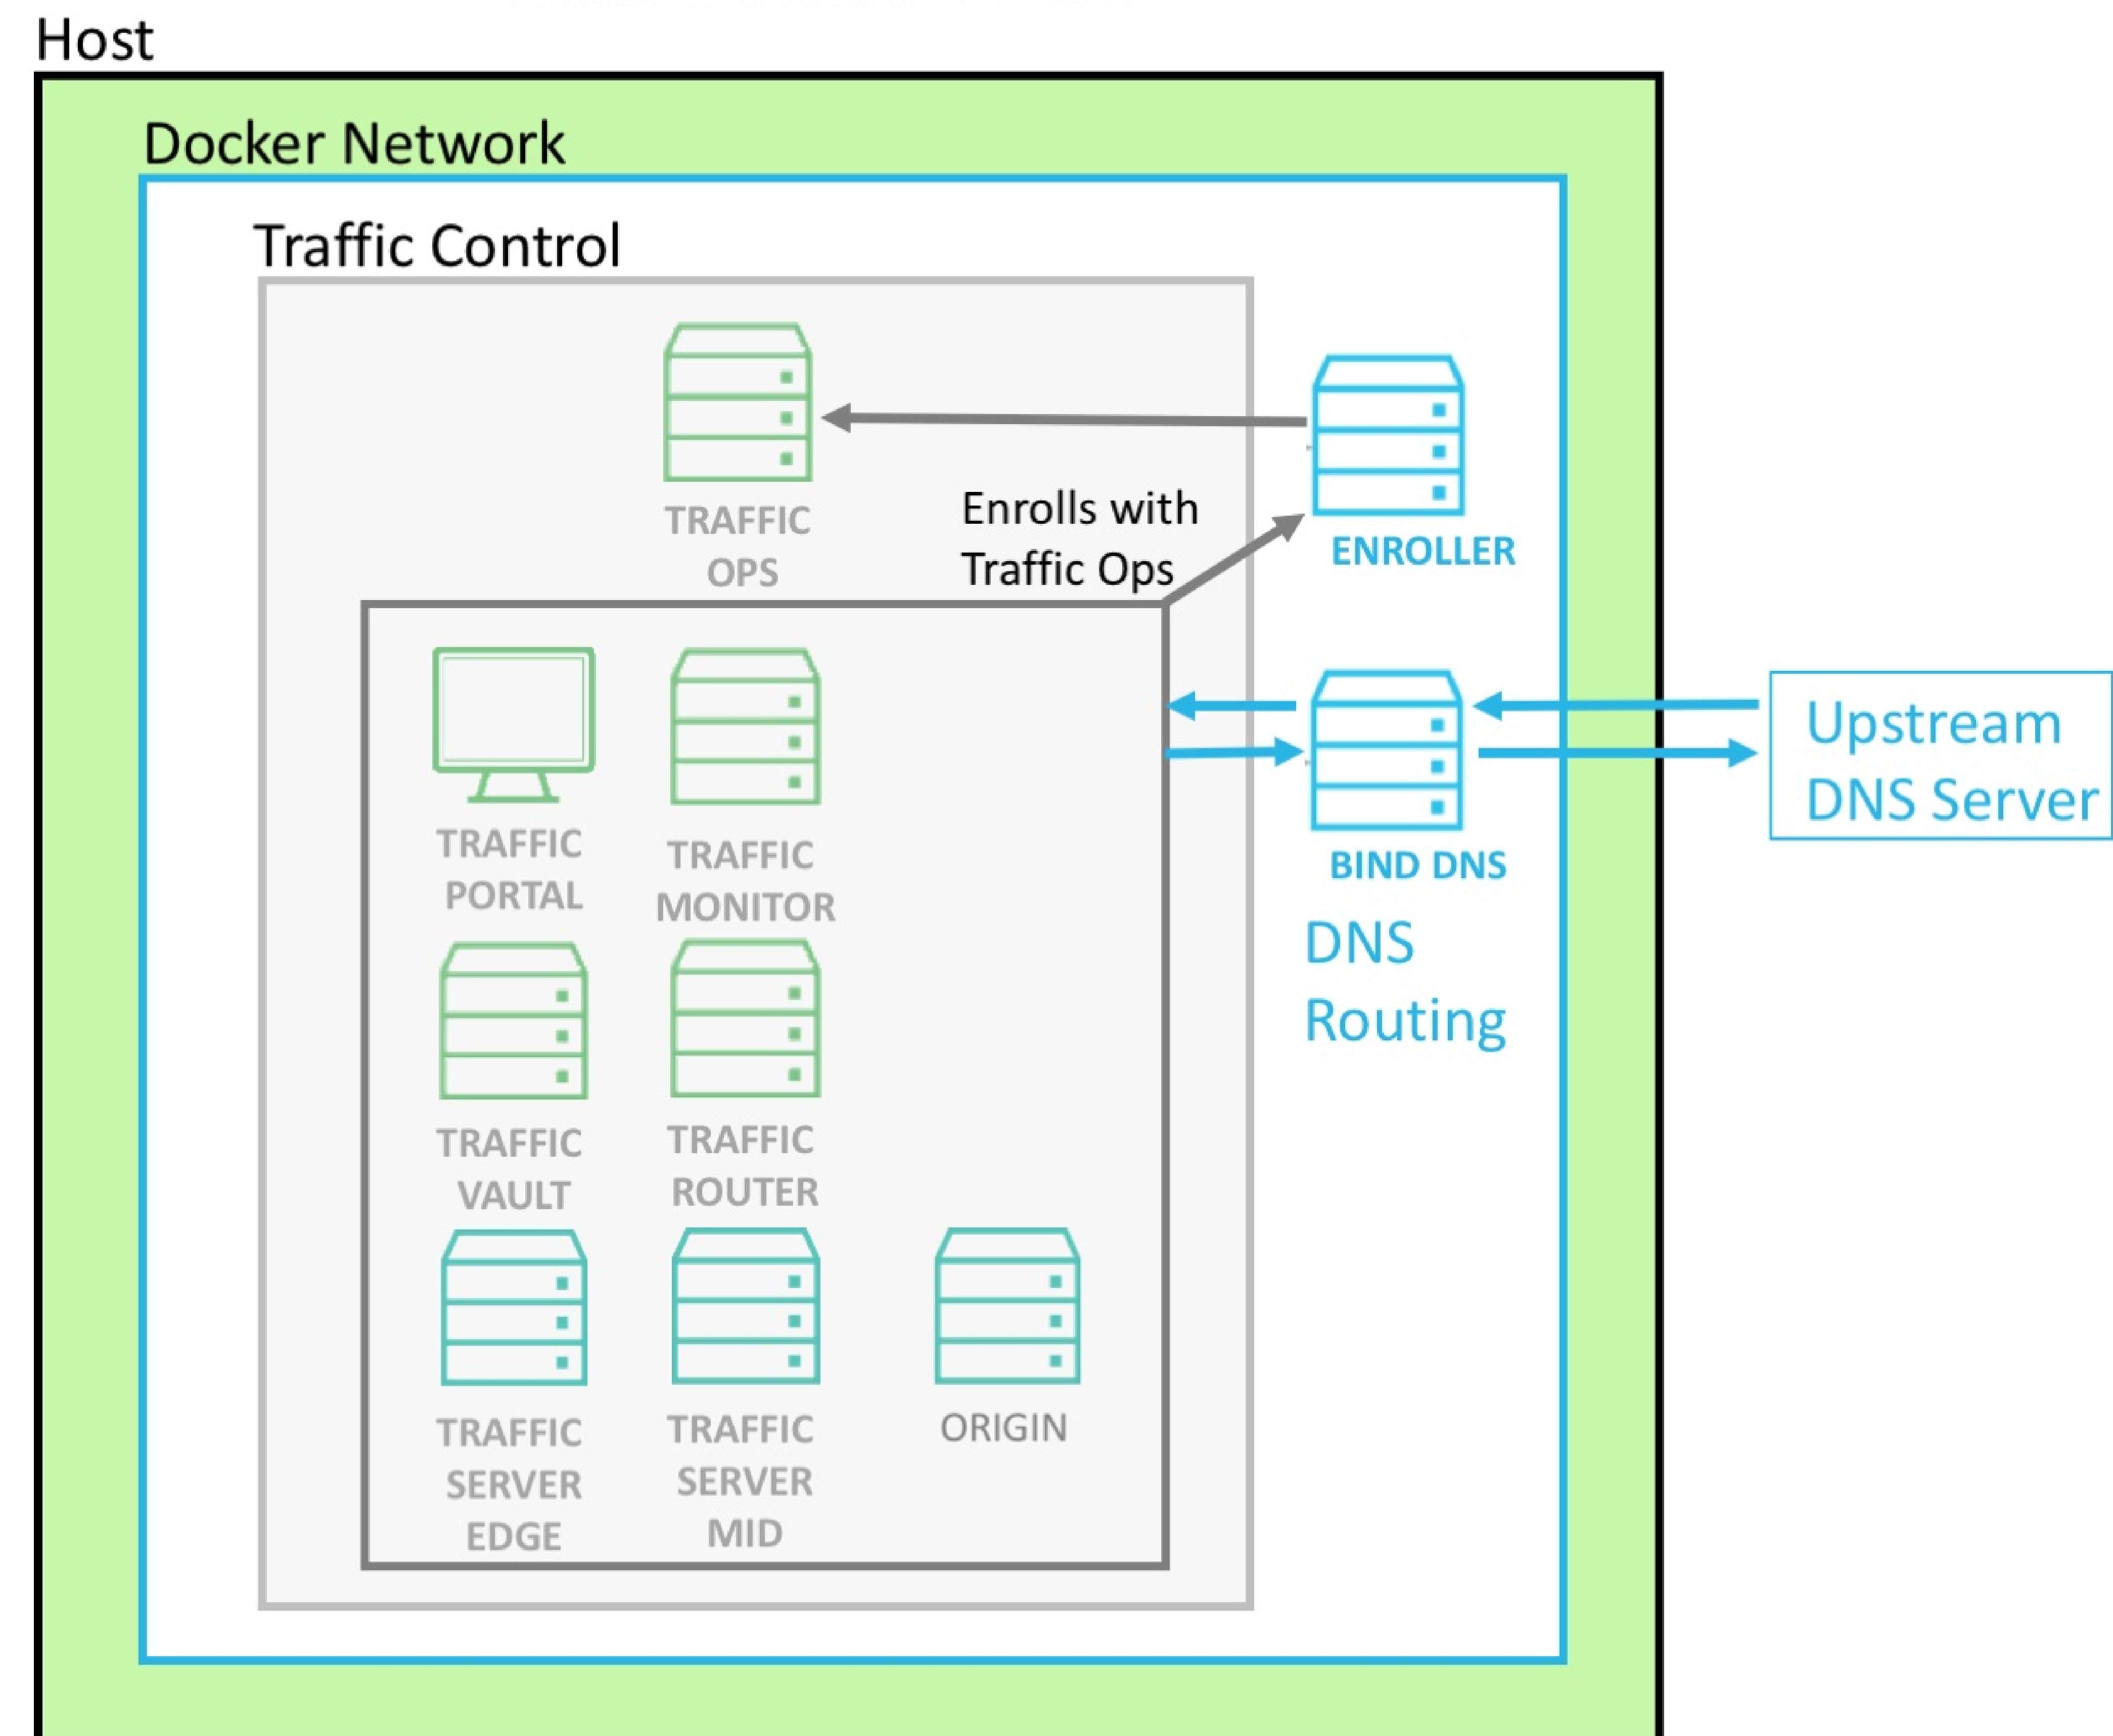 Host
Docker Network
Traffic Control
TRAFFIC
OPS
Enrolls with
Traffic Ops
ENROLLER
TRAFFIC
PORTAL
TRAFFIC
MONITOR
BIND DNS
DNS
Routing
Upstream
DNS Server
TRAFFIC
VAULT
TRAFFIC
ROUTER
TRAFFIC
SERVER
EDGE
TRAFFIC
SERVER
MID
ORIGIN